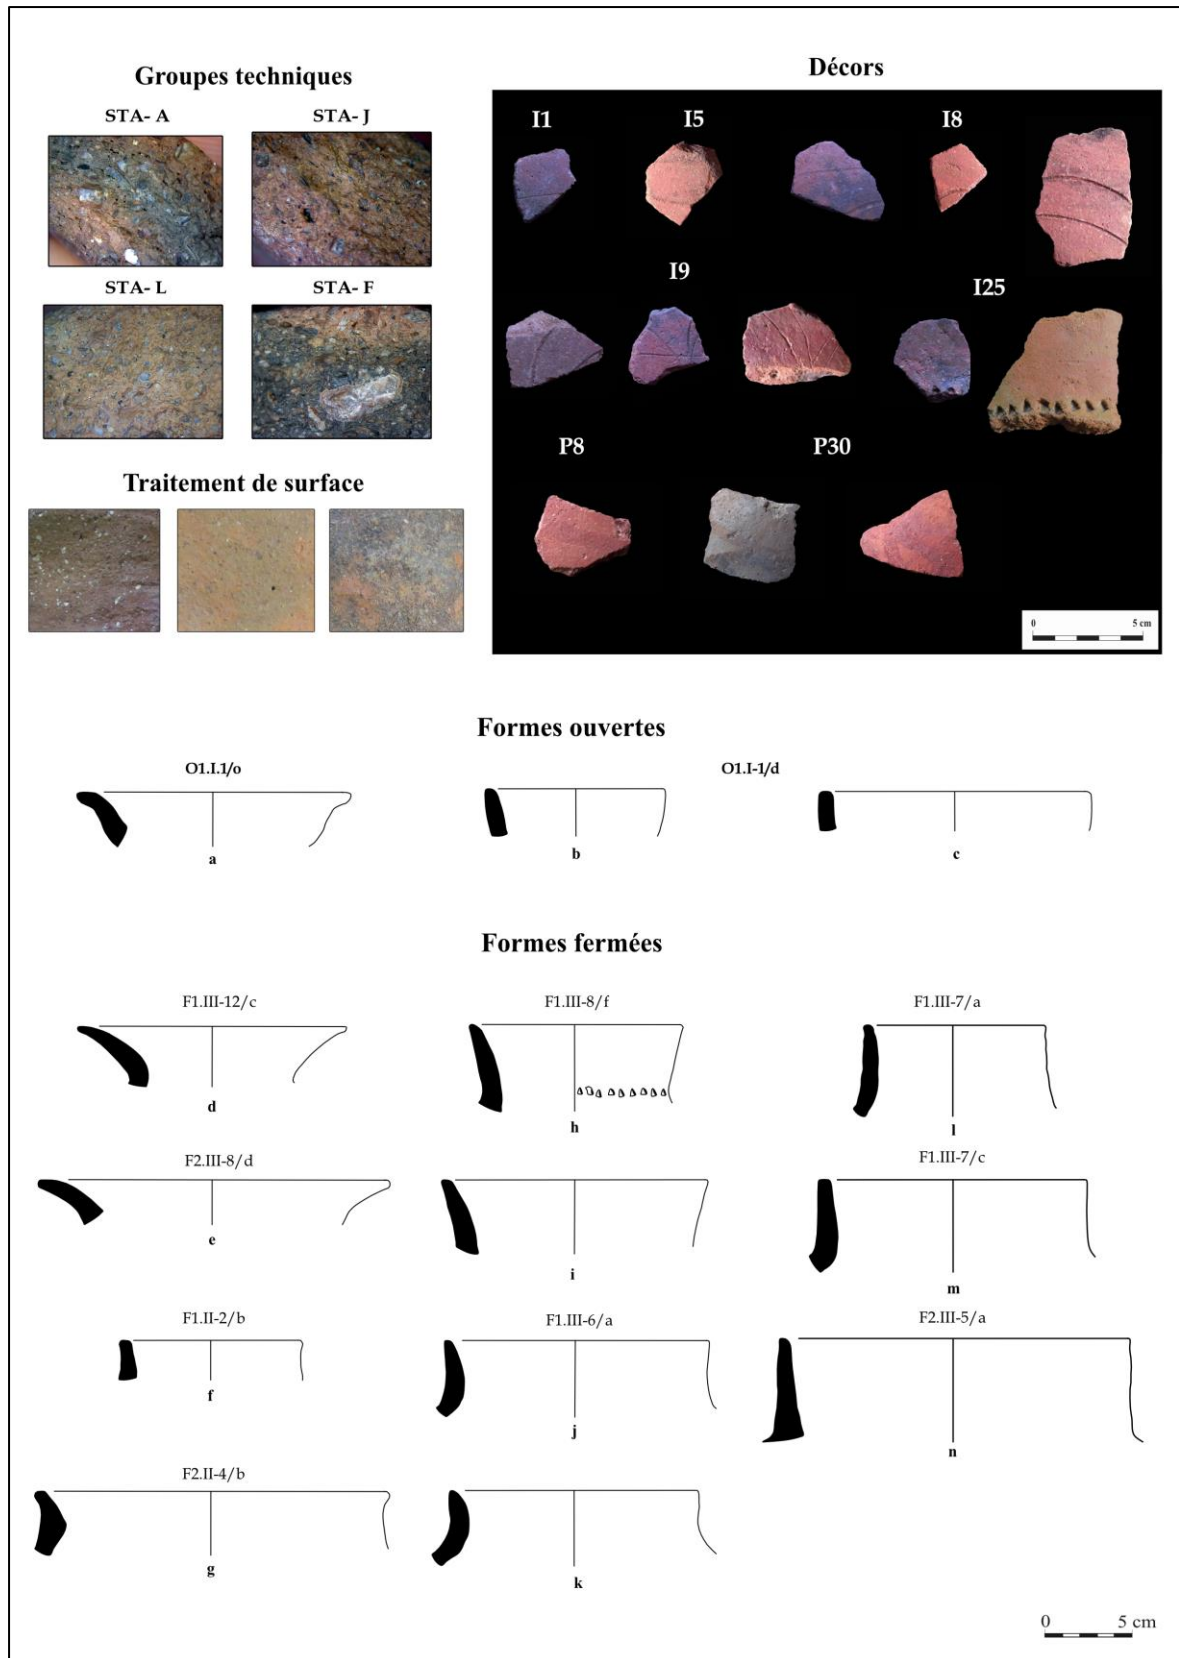 Groupes techniques
STA- A
STA- J
STA- L
STA- F
Traitement de surface
Décors
I1
I5
I8
I9
I25
P8
P30
0 5 cm
Formes ouvertes
O1.I.1/o
O1.I-1/d
a
b
c
Formes fermées
F1.III-12/c
F1.III-8/f
F1.III-7/a
d
h
l
F2.III-8/d
F1.III-7/c
e
i
m
F1.II-2/b
F1.III-6/a
F2.III-5/a
f
j
n
F2.II-4/b
g
k
0 5 cm